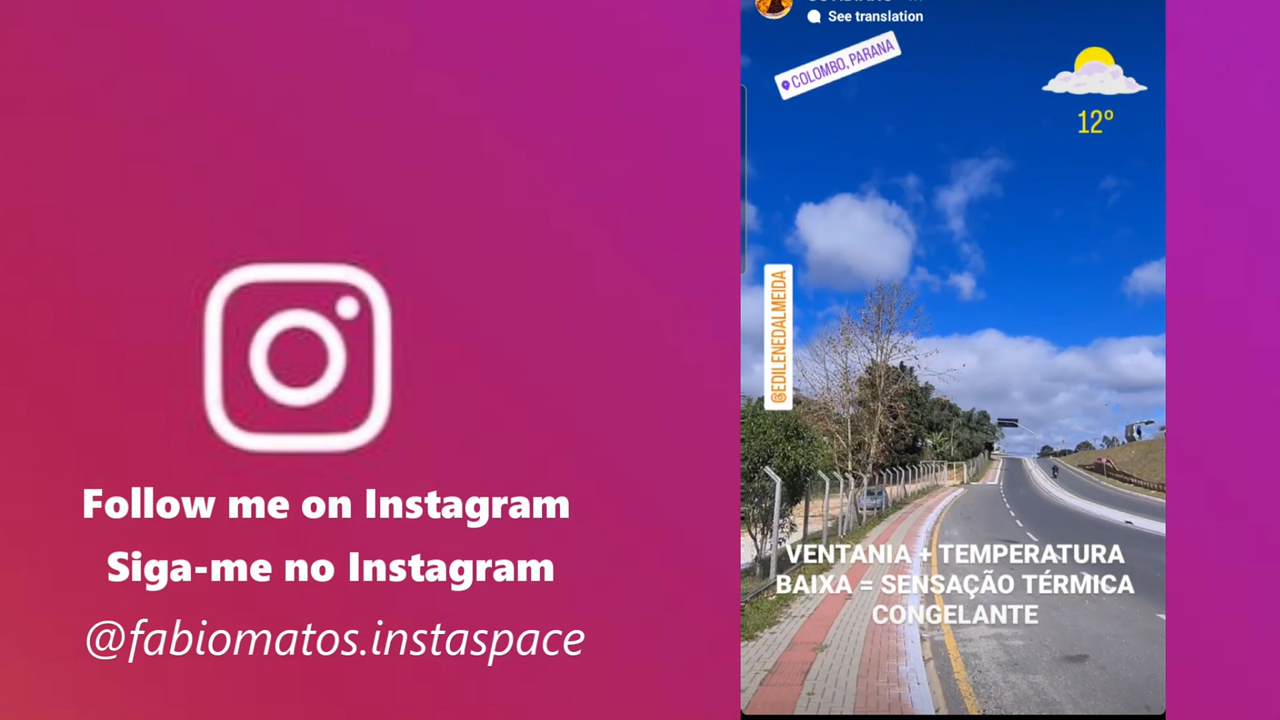 Follow me on Instagram
Siga-me no Instagram
@fabiomatos.instaspace
See translation
COLOMBO, PARANA
12º
@EDILENEDALMEIDA
VENTANIA + TEMPERATURA
BAIXA = SENSAÇÃO TÉRMICA
CONGELANTE